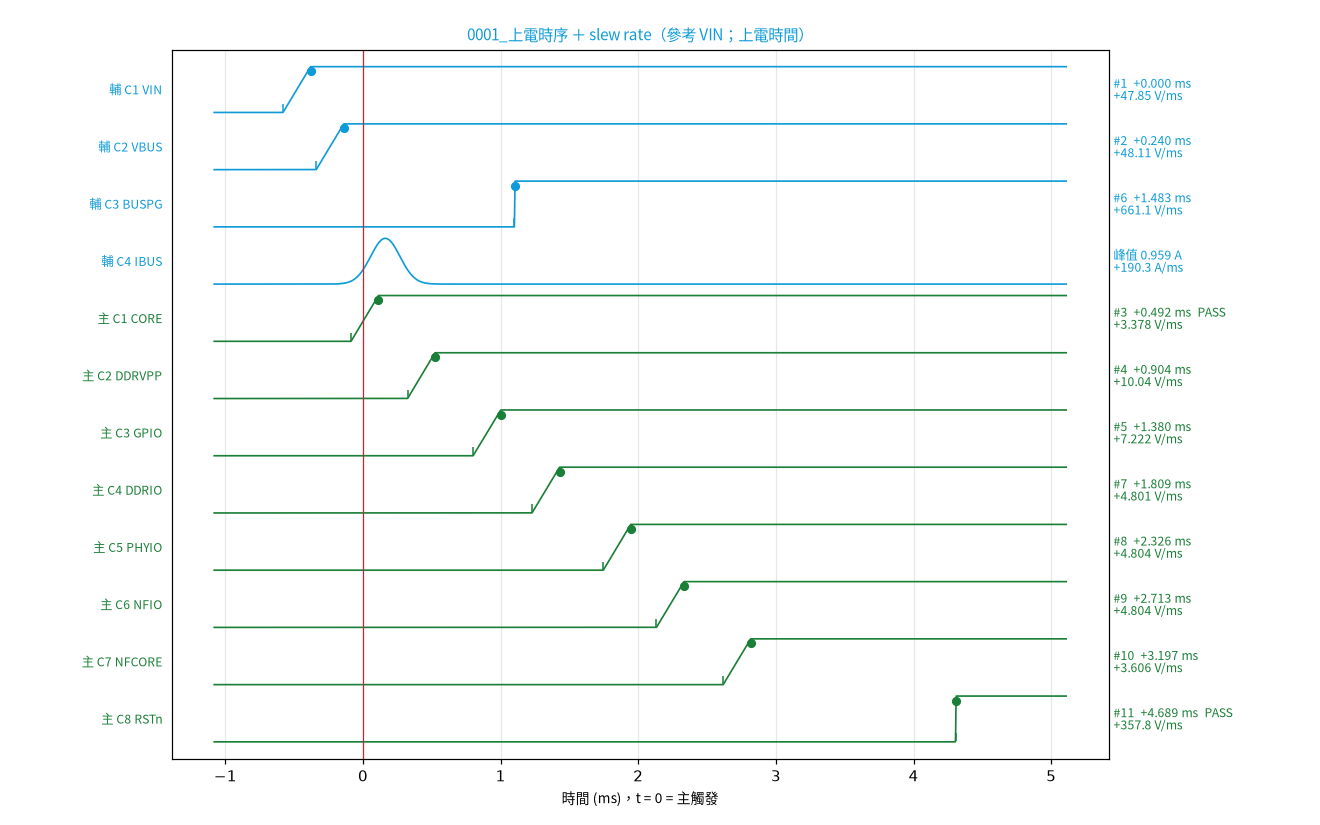 0001_上電時序 ＋ slew rate（參考 VIN；上電時間）
輔 C1 VIN
#1 +0.000 ms
+47.85 V/ms
輔 C2 VBUS
#2 +0.240 ms
+48.11 V/ms
輔 C3 BUSPG
#6 +1.483 ms
+661.1 V/ms
輔 C4 IBUS
峰值 0.959 A
+190.3 A/ms
主 C1 CORE
#3 +0.492 ms PASS
+3.378 V/ms
主 C2 DDRVPP
#4 +0.904 ms
+10.04 V/ms
主 C3 GPIO
#5 +1.380 ms
+7.222 V/ms
主 C4 DDRIO
#7 +1.809 ms
+4.801 V/ms
主 C5 PHYIO
#8 +2.326 ms
+4.804 V/ms
主 C6 NFIO
#9 +2.713 ms
+4.804 V/ms
主 C7 NFCORE
#10 +3.197 ms
+3.606 V/ms
主 C8 RSTn
#11 +4.689 ms PASS
+357.8 V/ms
−1 0 1 2 3 4 5
時間 (ms)，t = 0 = 主觸發